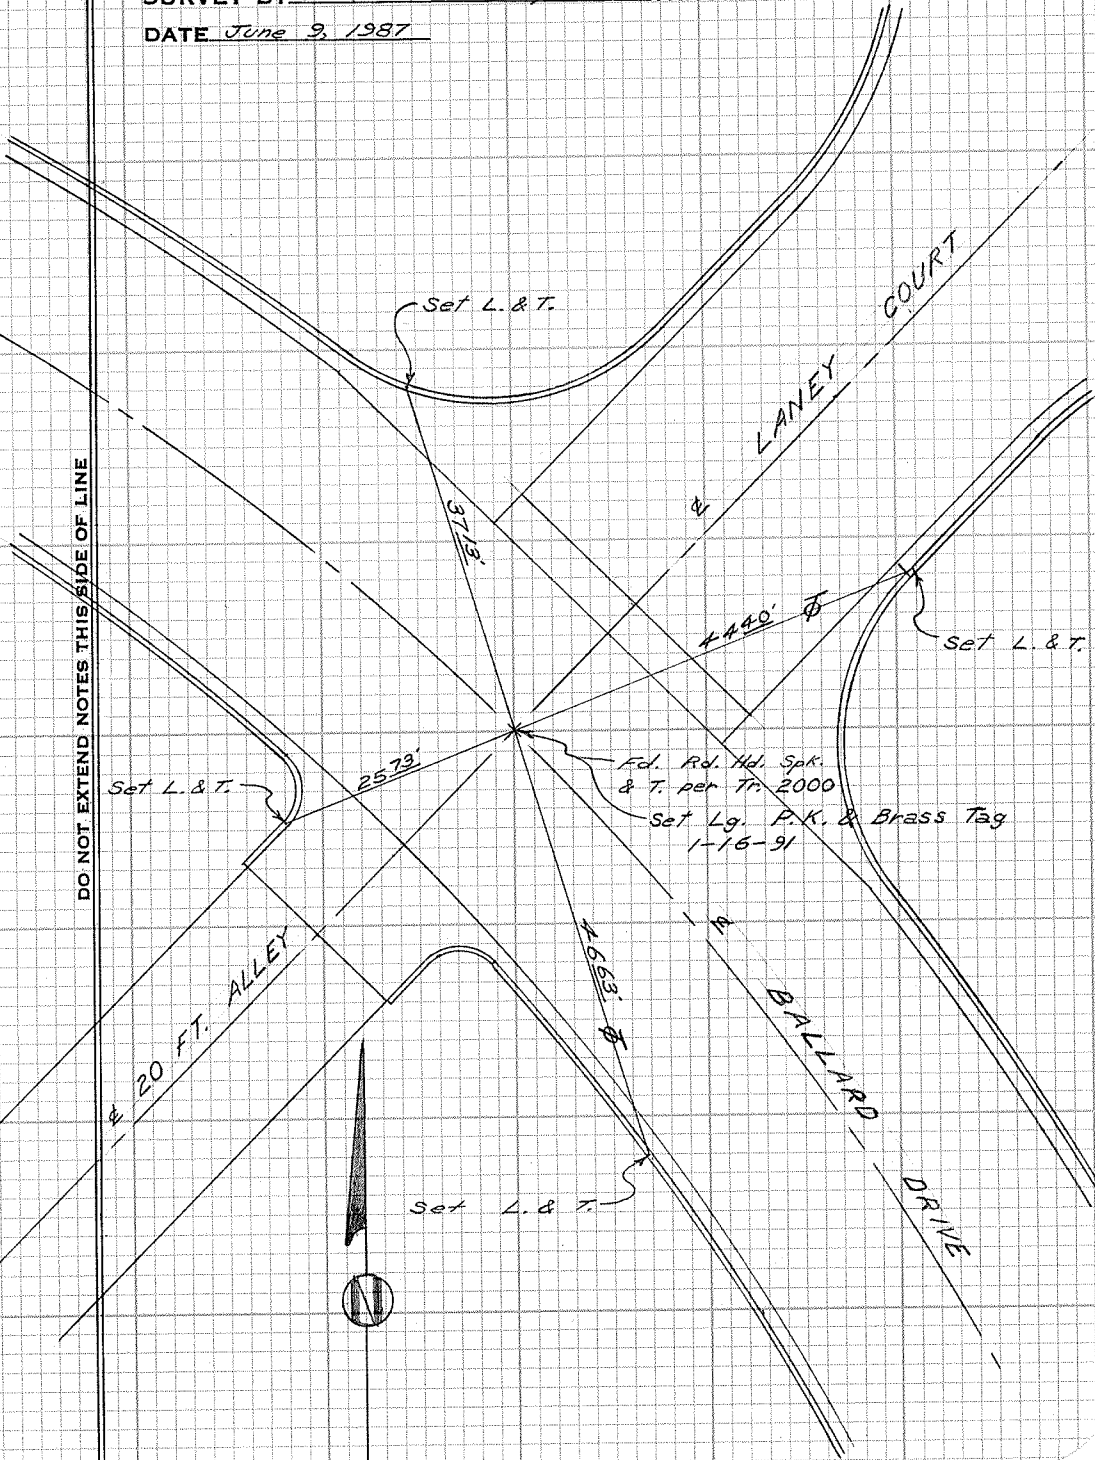 SURVEY BY
DATE June 9, 1987
DO NOT EXTEND NOTES THIS SIDE OF LINE
Set L. & T.
LANEY COURT
℄
37 13'
44 40'
Set L. & T.
25 73'
Set L. & T.
Fd. Rd. Hd. Spk.
& T. per Tr. 2000
Set Lg. P.K. & Brass Tag
1-16-91
46 63'
℄ BALLARD DRIVE
℄ 20 FT. ALLEY
Set L. & T.
N